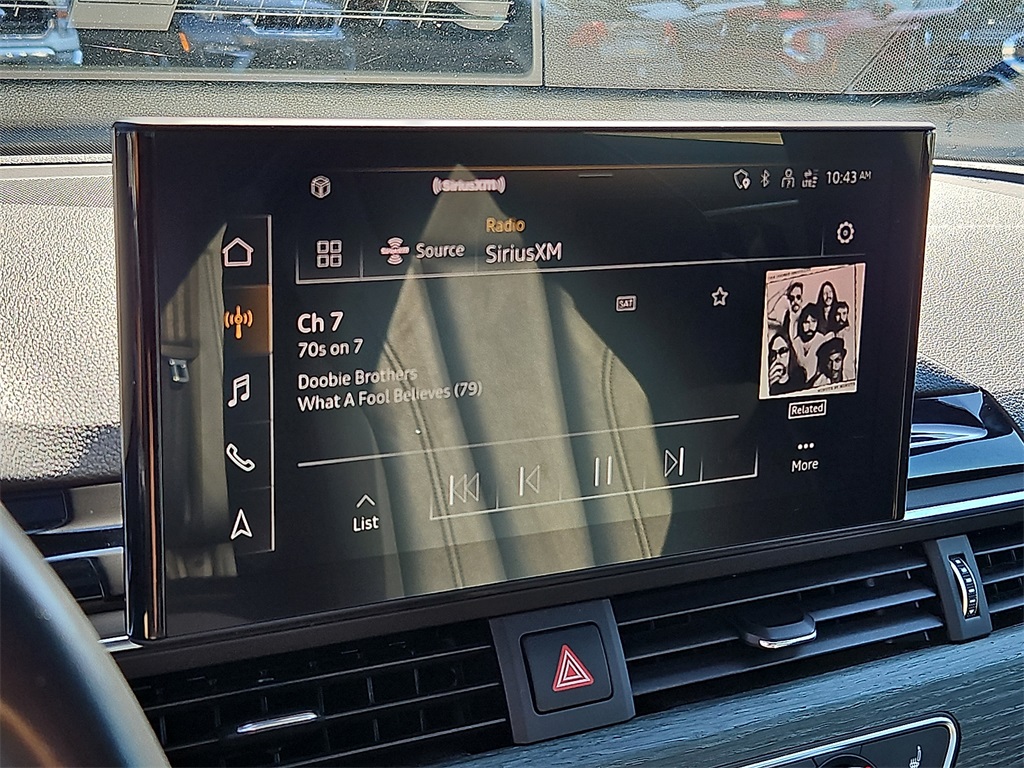 SiriusXM
LTE
10:43 AM
Radio
Source
SiriusXM
Ch 7
SAT
70s on 7
Doobie Brothers
What A Fool Believes (79)
Related
More
List